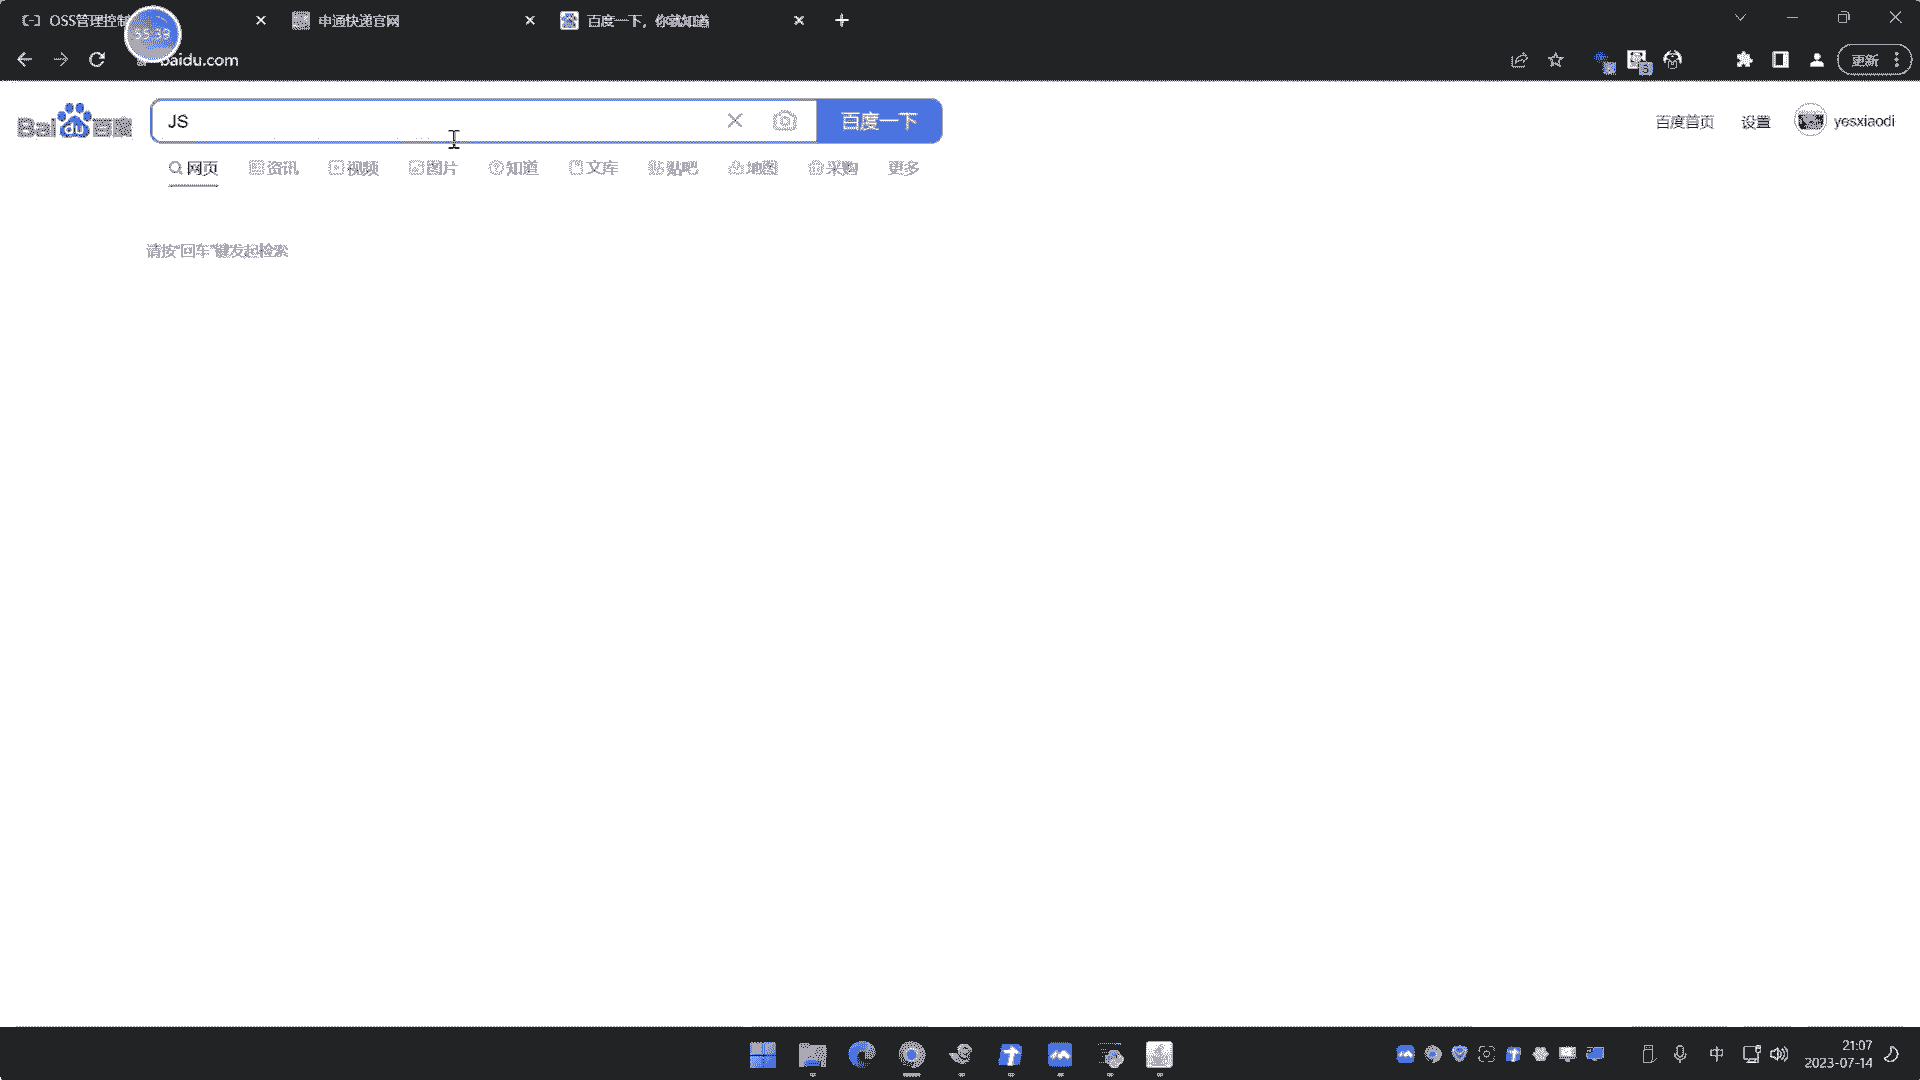 OSS管理控制
申通快递官网
百度一下，你就知道
55:39
baidu.com
更新
Bai du 百度
JS
百度一下
百度首页
设置
yesxiaodi
网页
资讯
视频
图片
知道
文库
贴吧
地图
采购
更多
请按“回车”键发起检索
中
21:07
2023-07-14